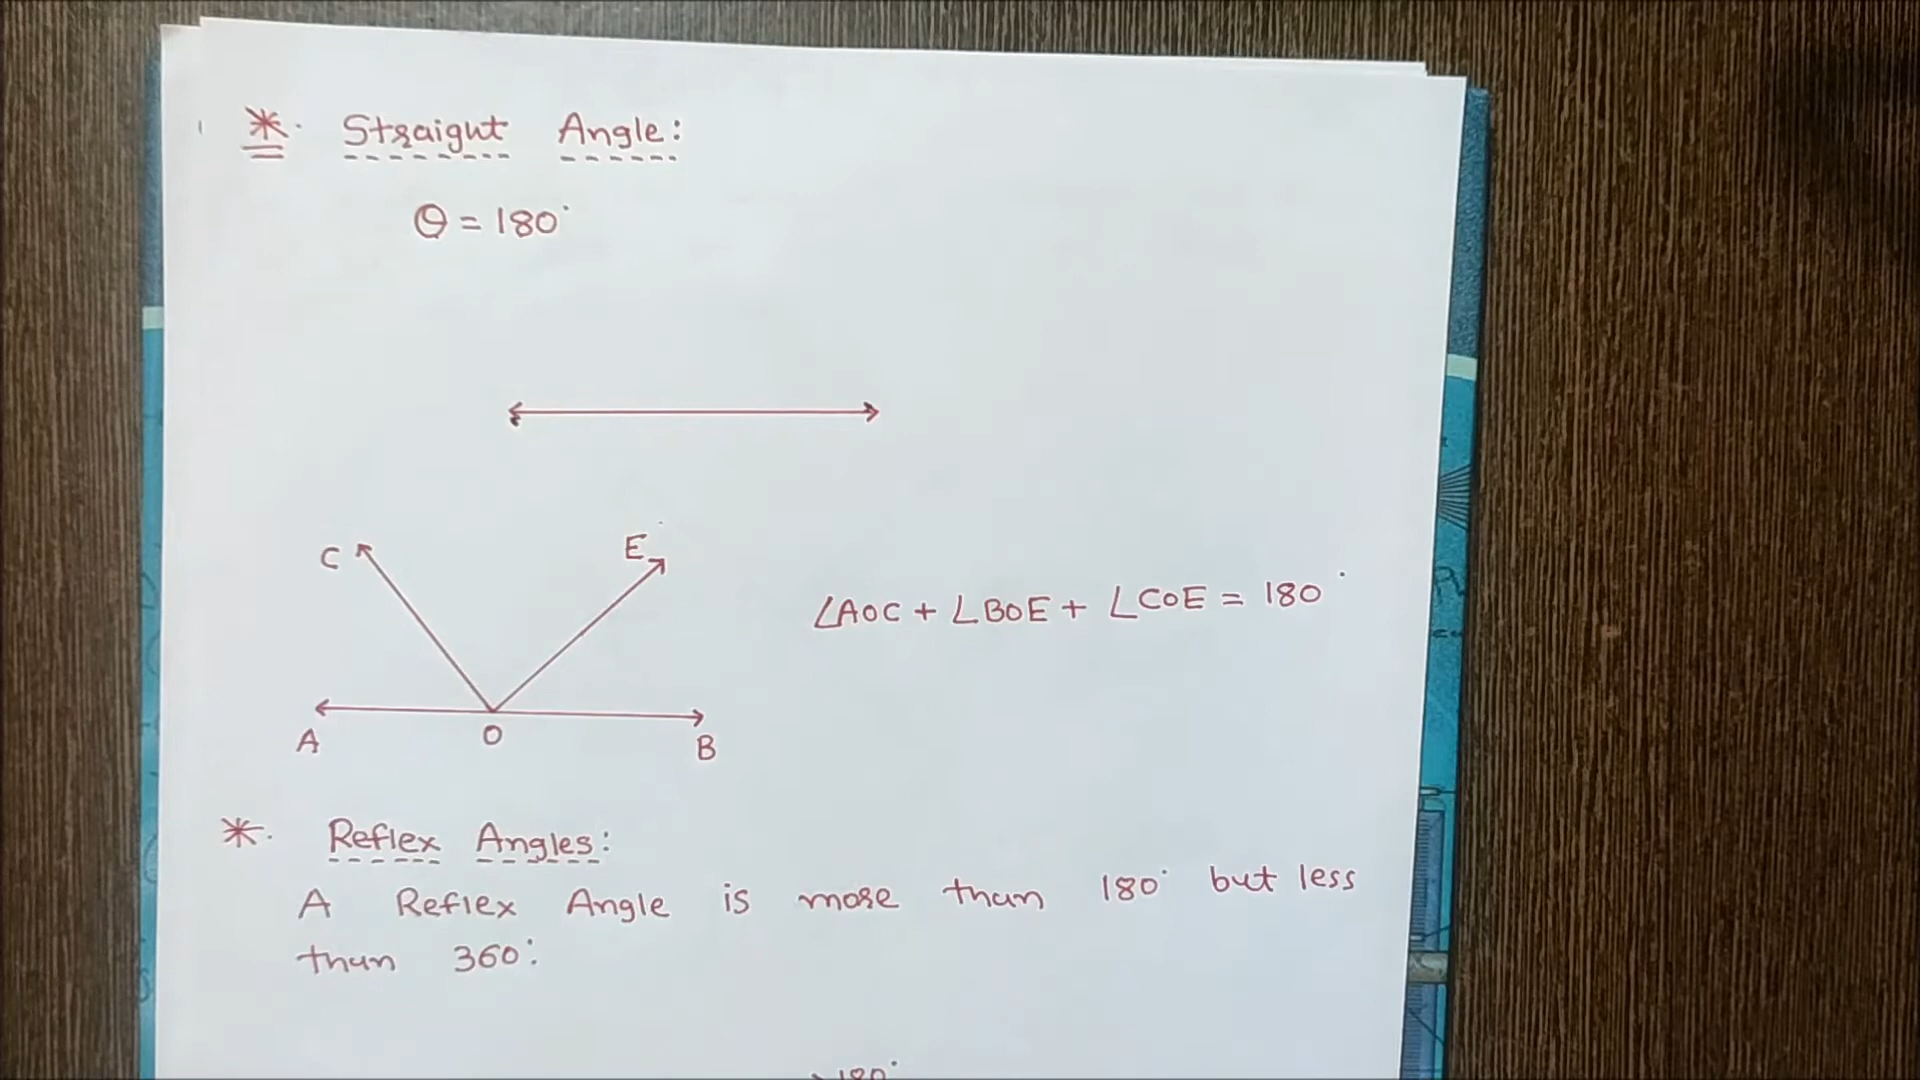 *. Straight Angle:
θ = 180°
C
E
∠AOC + ∠BOE + ∠COE = 180°
A
O
B
*. Reflex Angles:
A Reflex Angle is more than 180° but less
than 360°.
180°